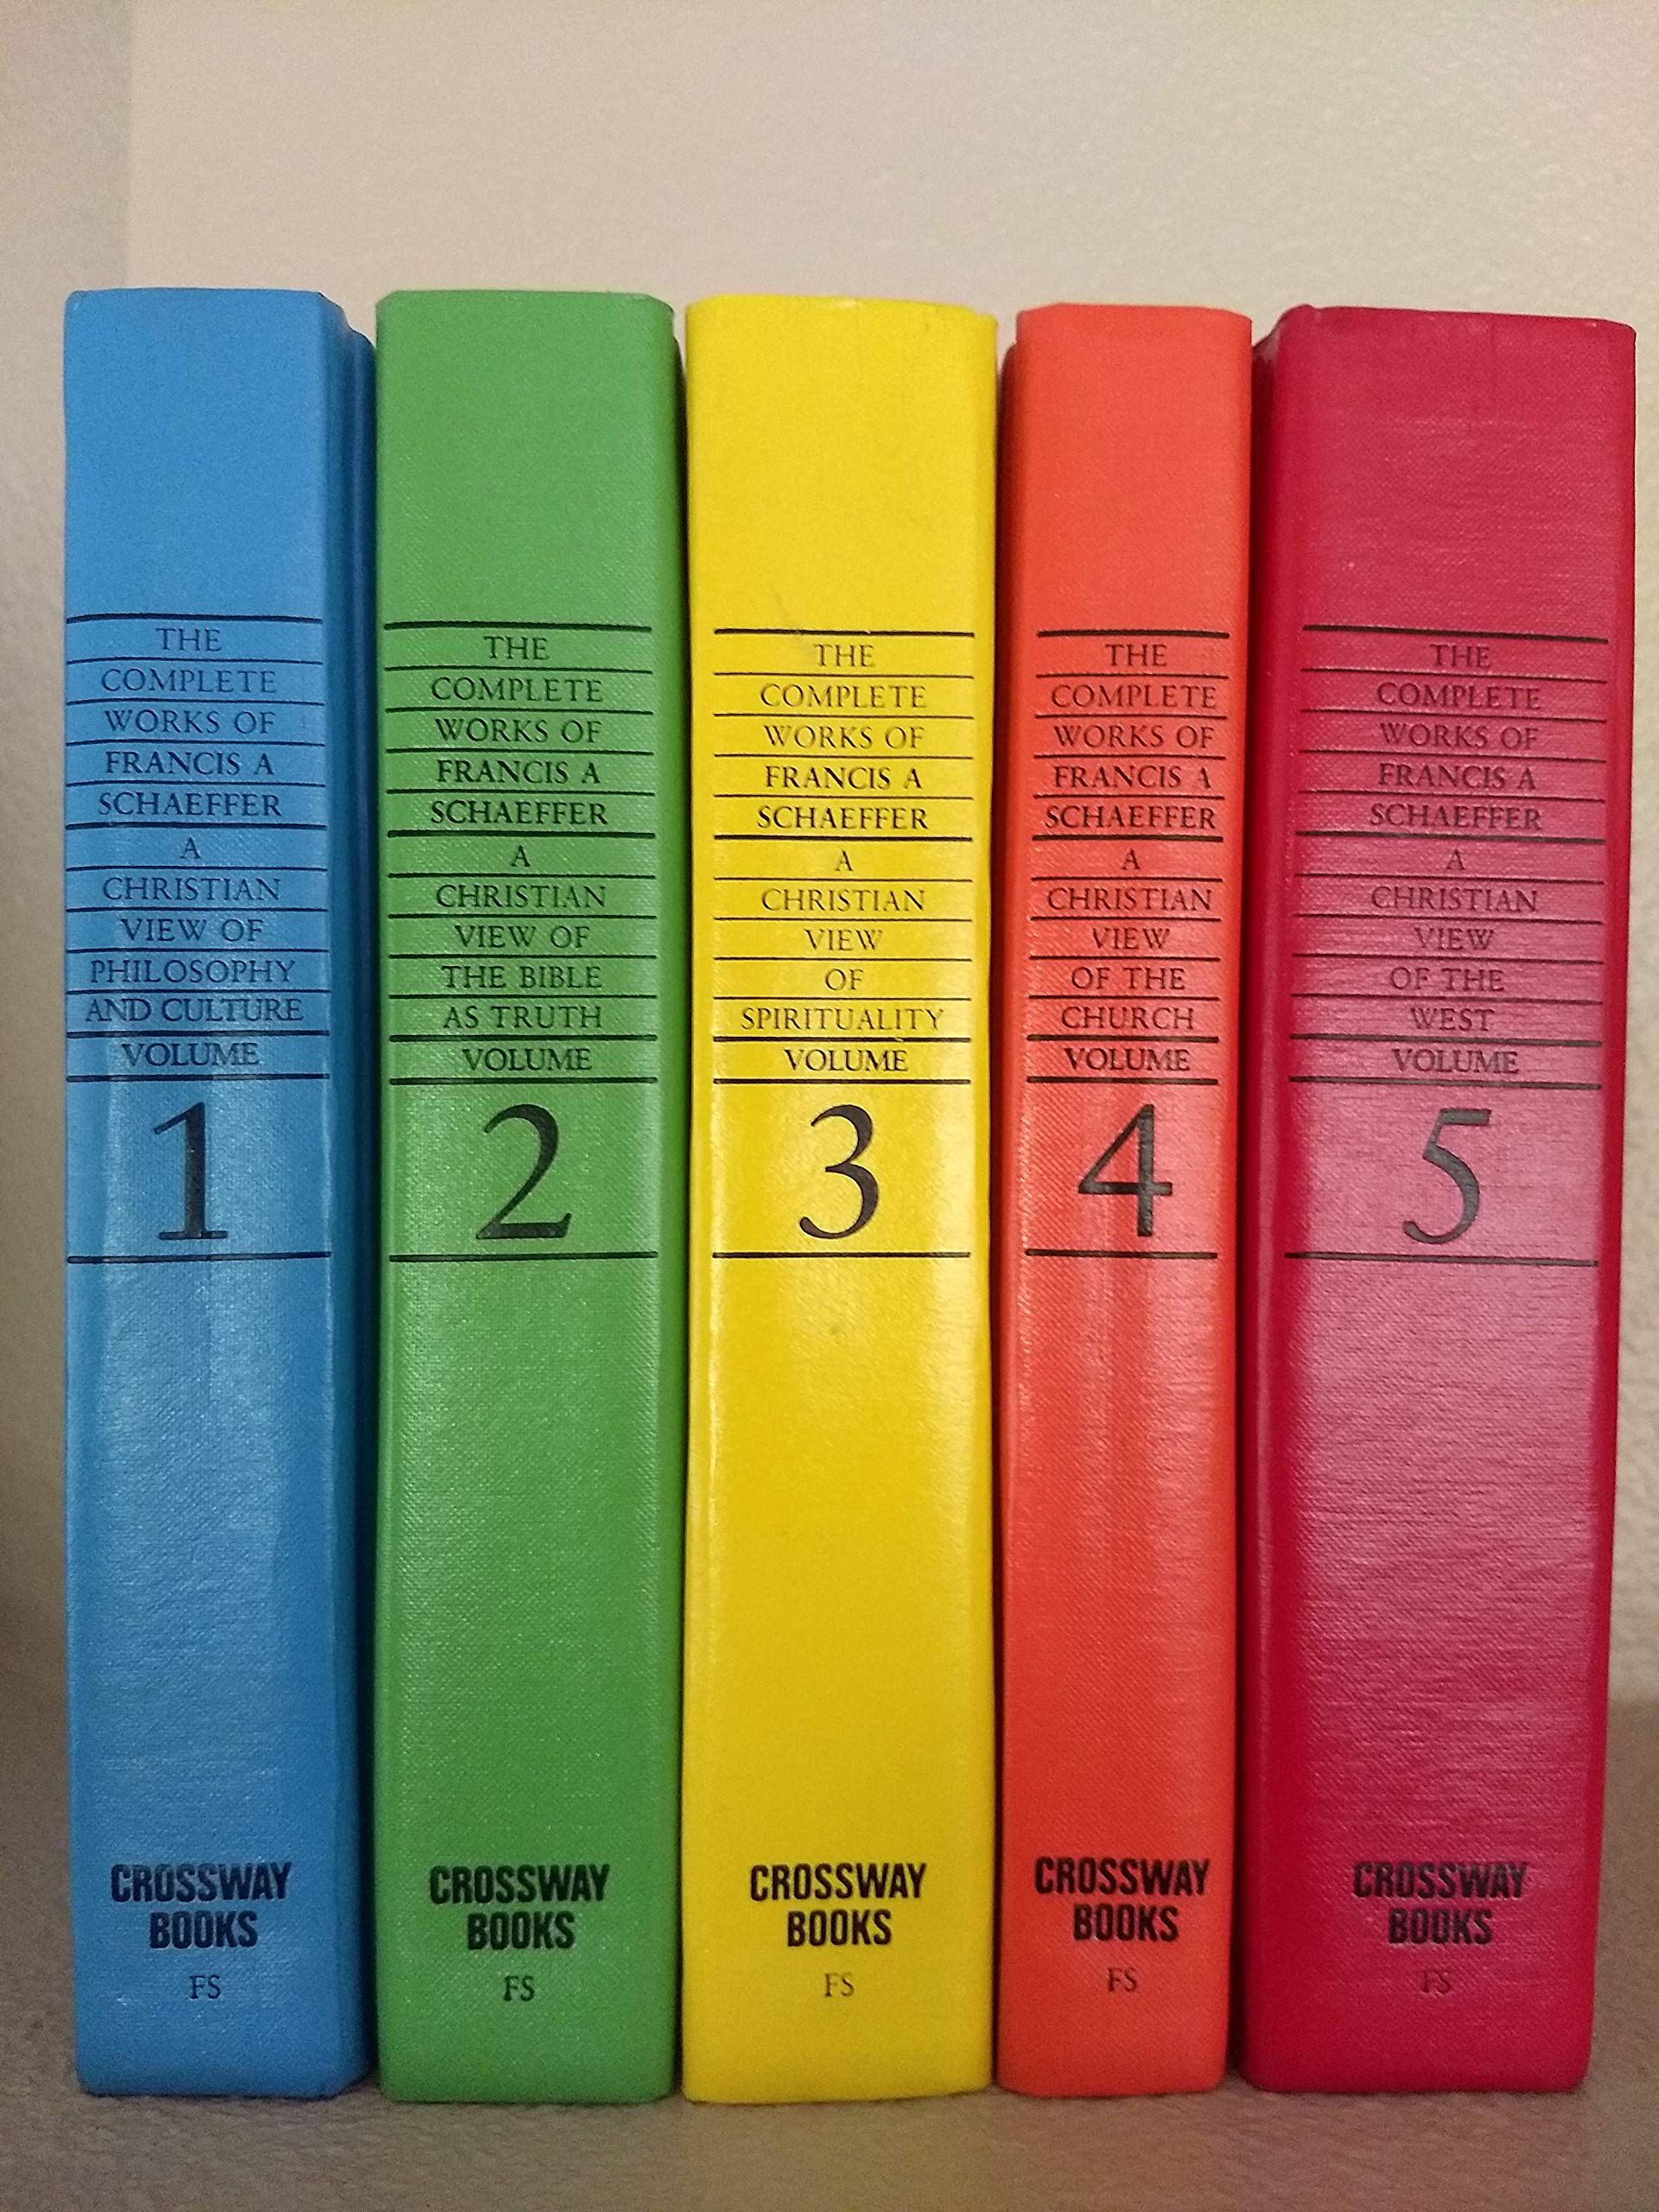 THE
COMPLETE
WORKS OF
FRANCIS A
SCHAEFFER
A
CHRISTIAN
VIEW OF
PHILOSOPHY
AND CULTURE
VOLUME
1
CROSSWAY
BOOKS
FS
THE
COMPLETE
WORKS OF
FRANCIS A
SCHAEFFER
A
CHRISTIAN
VIEW OF
THE BIBLE
AS TRUTH
VOLUME
2
CROSSWAY
BOOKS
FS
THE
COMPLETE
WORKS OF
FRANCIS A
SCHAEFFER
A
CHRISTIAN
VIEW
OF
SPIRITUALITY
VOLUME
3
CROSSWAY
BOOKS
FS
THE
COMPLETE
WORKS OF
FRANCIS A
SCHAEFFER
A
CHRISTIAN
VIEW
OF THE
CHURCH
VOLUME
4
CROSSWAY
BOOKS
FS
THE
COMPLETE
WORKS OF
FRANCIS A
SCHAEFFER
A
CHRISTIAN
VIEW
OF THE
WEST
VOLUME
5
CROSSWAY
BOOKS
FS